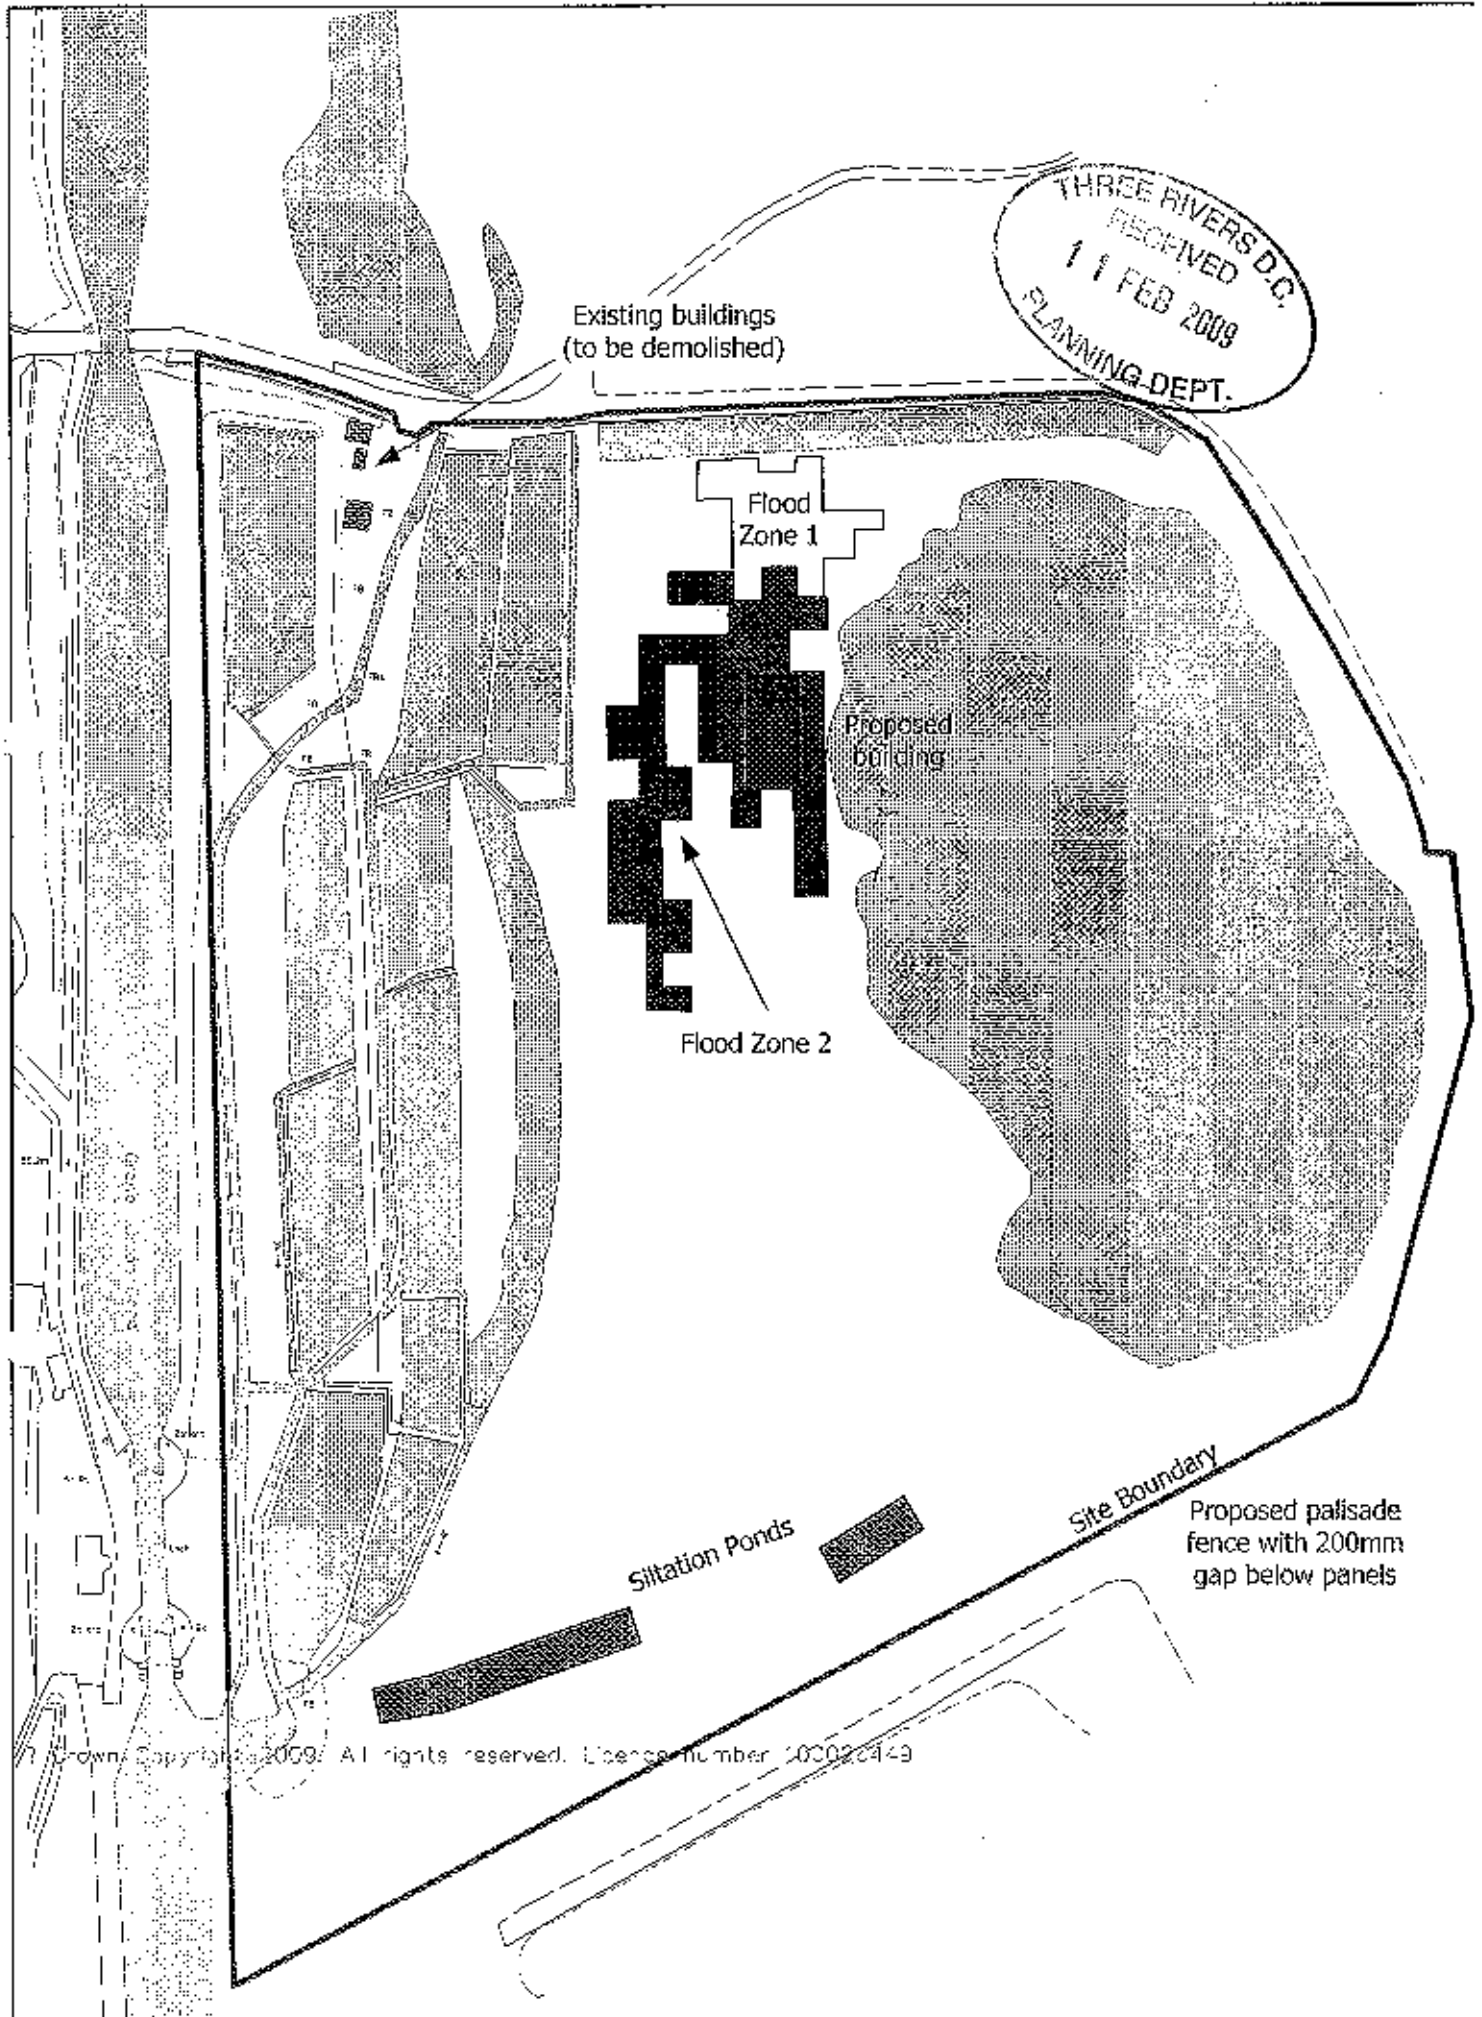 THREE RIVERS D.C.
RECEIVED
11 FEB 2009
PLANNING DEPT.
Existing buildings
(to be demolished)
Flood
Zone 1
Proposed
building
Flood Zone 2
Siltation Ponds
Site Boundary
Proposed palisade
fence with 200mm
gap below panels
Crown Copyright 2009. All rights reserved. Licence number